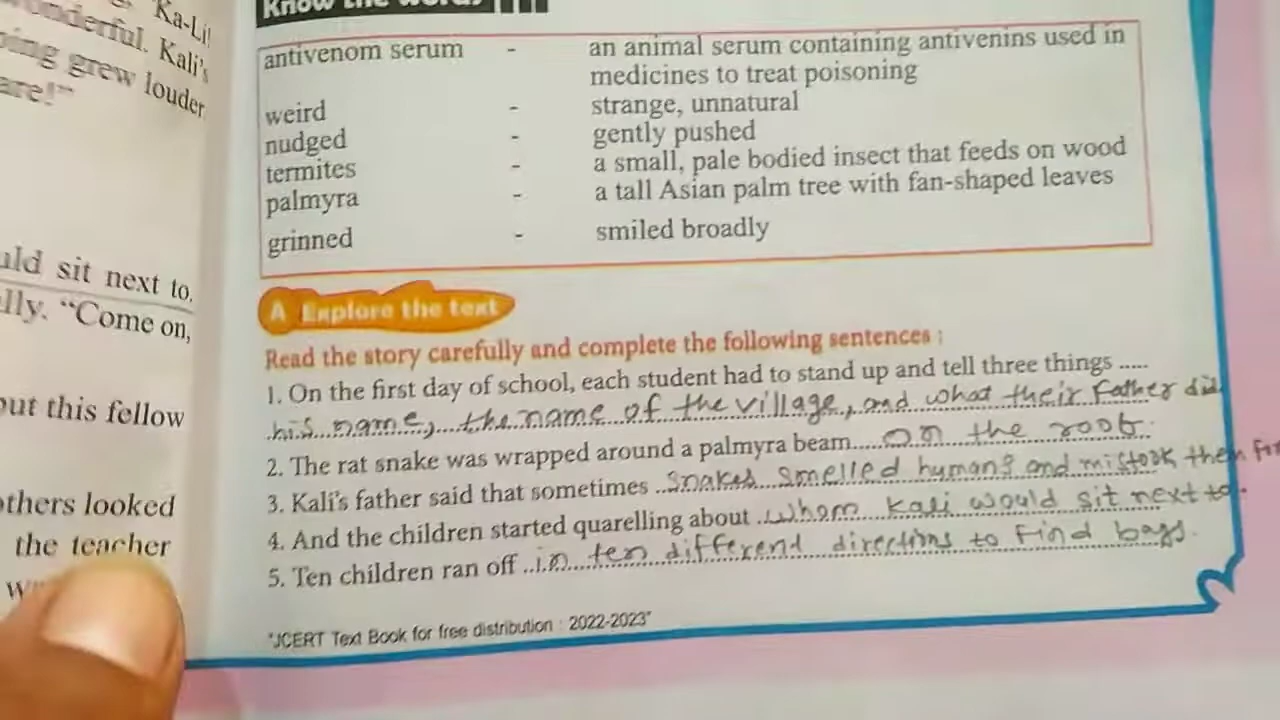 Ka-Li!
wonderful. Kali's
ing grew louder
are!"
uld sit next to.
lly. "Come on,
out this fellow
others looked
the teacher
Know the words
antivenom serum - an animal serum containing antivenins used in
medicines to treat poisoning
weird - strange, unnatural
nudged - gently pushed
termites - a small, pale bodied insect that feeds on wood
palmyra - a tall Asian palm tree with fan-shaped leaves
grinned - smiled broadly
A Explore the text
Read the story carefully and complete the following sentences :
1. On the first day of school, each student had to stand up and tell three things .....
his name, the name of the village, and what their Father did
2. The rat snake was wrapped around a palmyra beam.....on the roof.
3. Kali's father said that sometimes ..snakes smelled humans and mistook them for
4. And the children started quarelling about ..whom Kali would sit next to.
5. Ten children ran off ..in ten different directions to Find bags.
"JCERT Text Book for free distribution : 2022-2023"